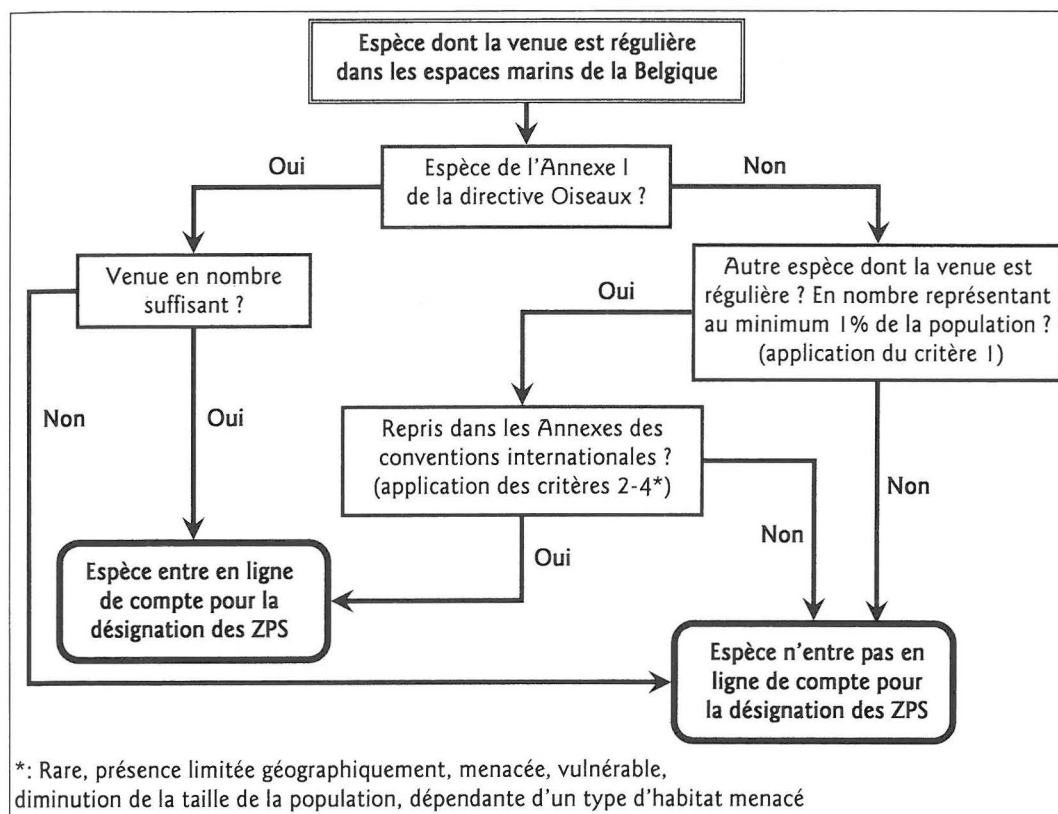 Espèce dont la venue est régulière
dans les espaces marins de la Belgique
Oui
Espèce de l'Annexe I
de la directive Oiseaux ?
Non
Venue en nombre
suffisant ?
Oui
Autre espèce dont la venue est
régulière ? En nombre représentant
au minimum 1% de la population ?
(application du critère 1)
Non
Oui
Repris dans les Annexes des
conventions internationales ?
(application des critères 2-4*)
Non
Oui
Non
Espèce entre en ligne
de compte pour la
désignation des ZPS
Espèce n'entre pas en
ligne de compte pour
la désignation des ZPS
*: Rare, présence limitée géographiquement, menacée, vulnérable,
diminution de la taille de la population, dépendante d'un type d'habitat menacé